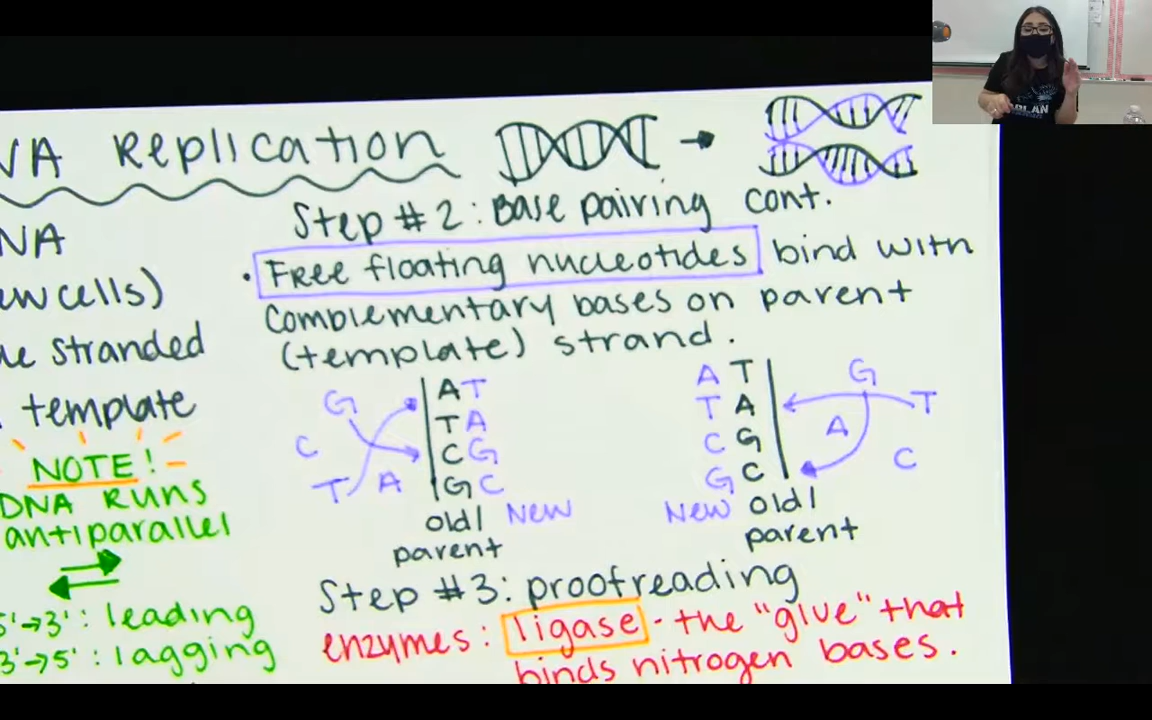 NA Replication
Step #2: Base pairing cont.
• Free floating nucleotides bind with
complementary bases on parent
(template) strand.
NA
ew cells)
le stranded
template
NOTE!
DNA RUNS
antiparallel
5'→3': leading
3'→5': lagging
G
C
T A
A T
T A
C G
G C
old/ New
parent
A T
T A
C G
G C
New old/
parent
G
T
A
C
Step #3: proofreading
enzymes: ligase - the "glue" that
binds nitrogen bases.